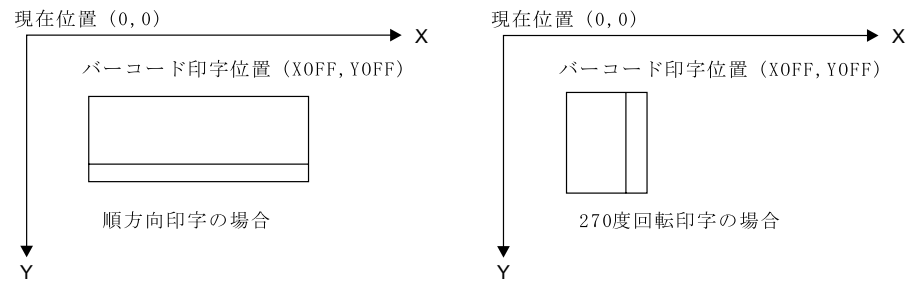 現在位置 (0,0)
X
バーコード印字位置 (XOFF,YOFF)
順方向印字の場合
Y
現在位置 (0,0)
X
バーコード印字位置 (XOFF,YOFF)
270度回転印字の場合
Y